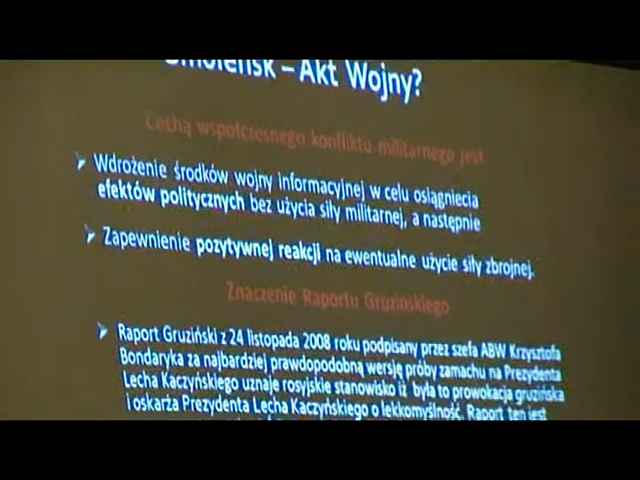 Smoleńsk – Akt Wojny?
Cechą współczesnego konfliktu militarnego jest
Wdrożenie środków wojny informacyjnej w celu osiągniecia
efektów politycznych bez użycia siły militarnej, a następnie
Zapewnienie pozytywnej reakcji na ewentualne użycie siły zbrojnej.
Znaczenie Raportu Gruzińskiego
Raport Gruziński z 24 listopada 2008 roku podpisany przez szefa ABW Krzysztofa
Bondaryka za najbardziej prawdopodobną wersję próby zamachu na Prezydenta
Lecha Kaczyńskiego uznaje rosyjskie stanowisko iż była to prowokacja gruzińska
i oskarża Prezydenta Lecha Kaczyńskiego o lekkomyślność. Raport ten jest